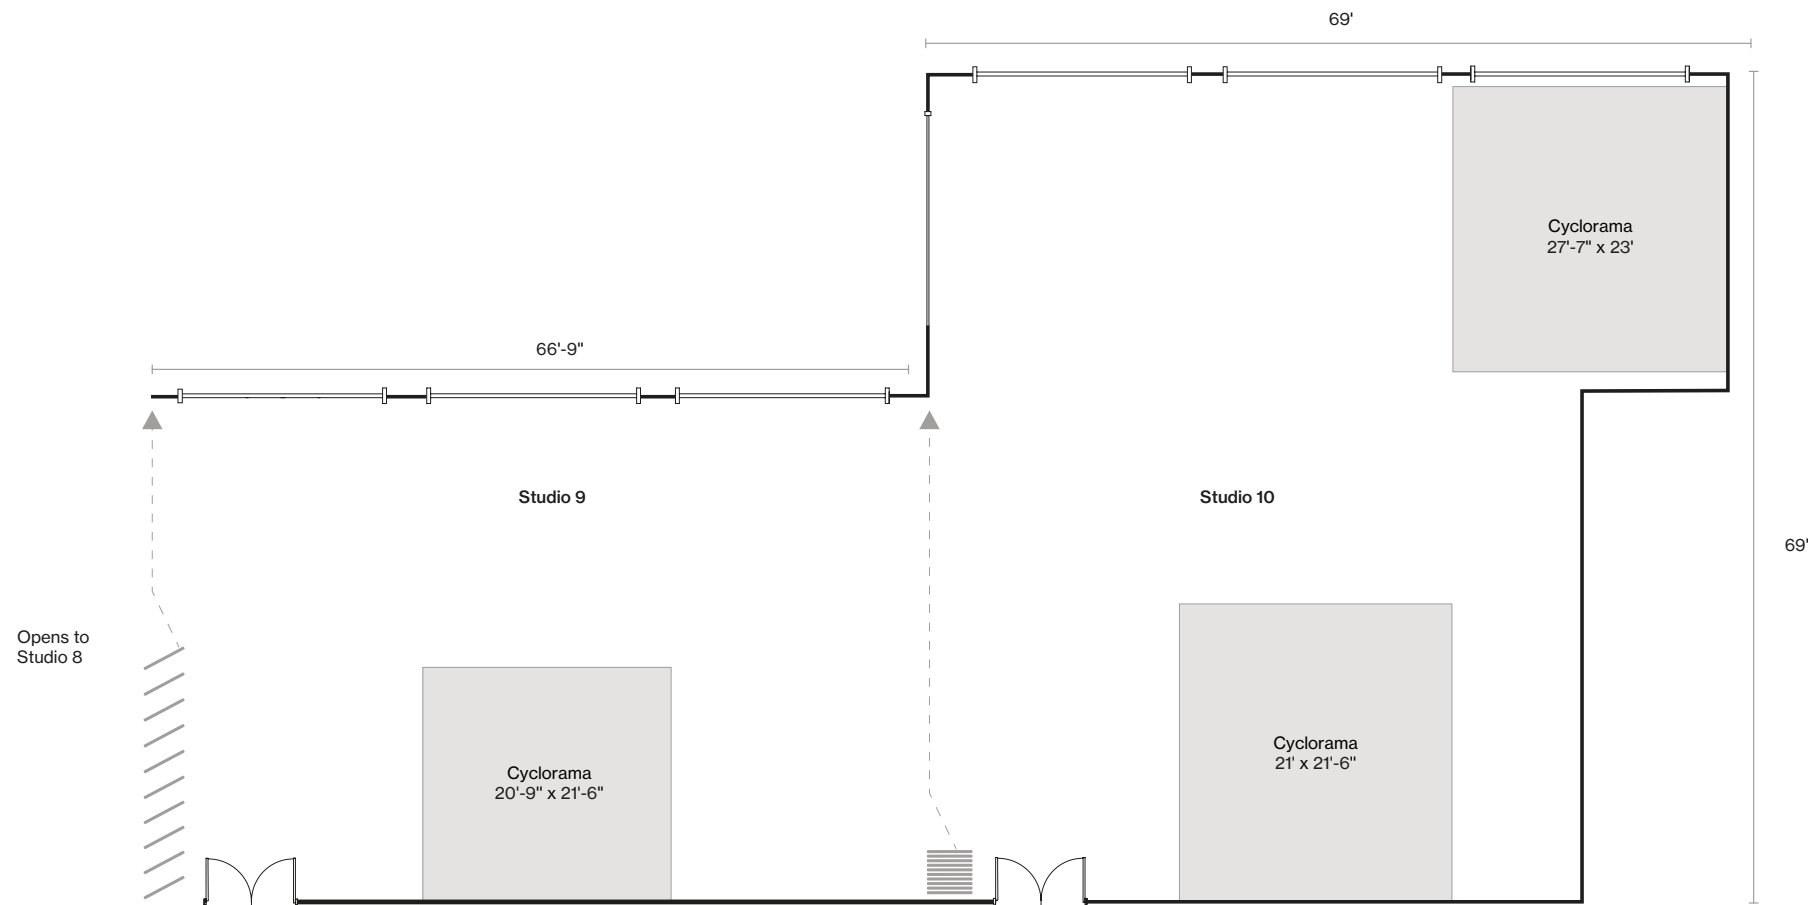 69'
Cyclorama
27'-7" x 23'
66'-9"
Studio 9
Studio 10
69'
Opens to
Studio 8
Cyclorama
21' x 21'-6"
Cyclorama
20'-9" x 21'-6"